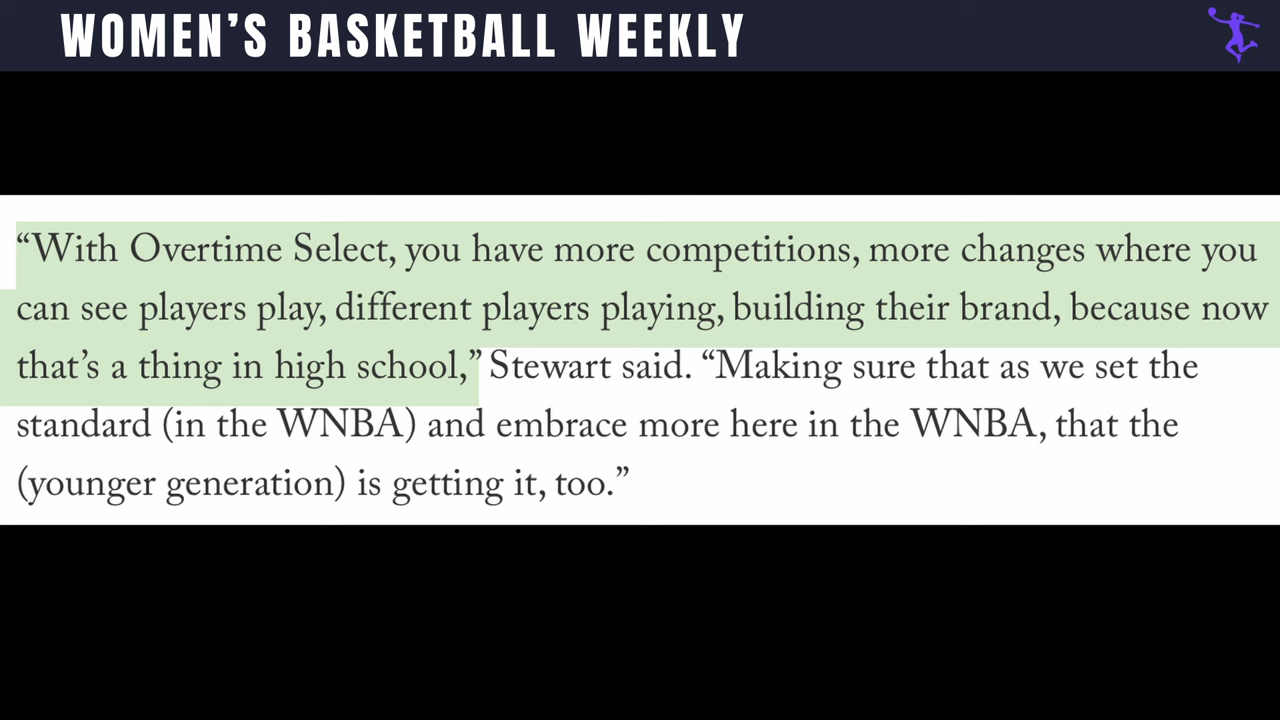 WOMEN’S BASKETBALL WEEKLY
“With Overtime Select, you have more competitions, more changes where you
can see players play, different players playing, building their brand, because now
that’s a thing in high school,” Stewart said. “Making sure that as we set the
standard (in the WNBA) and embrace more here in the WNBA, that the
(younger generation) is getting it, too.”